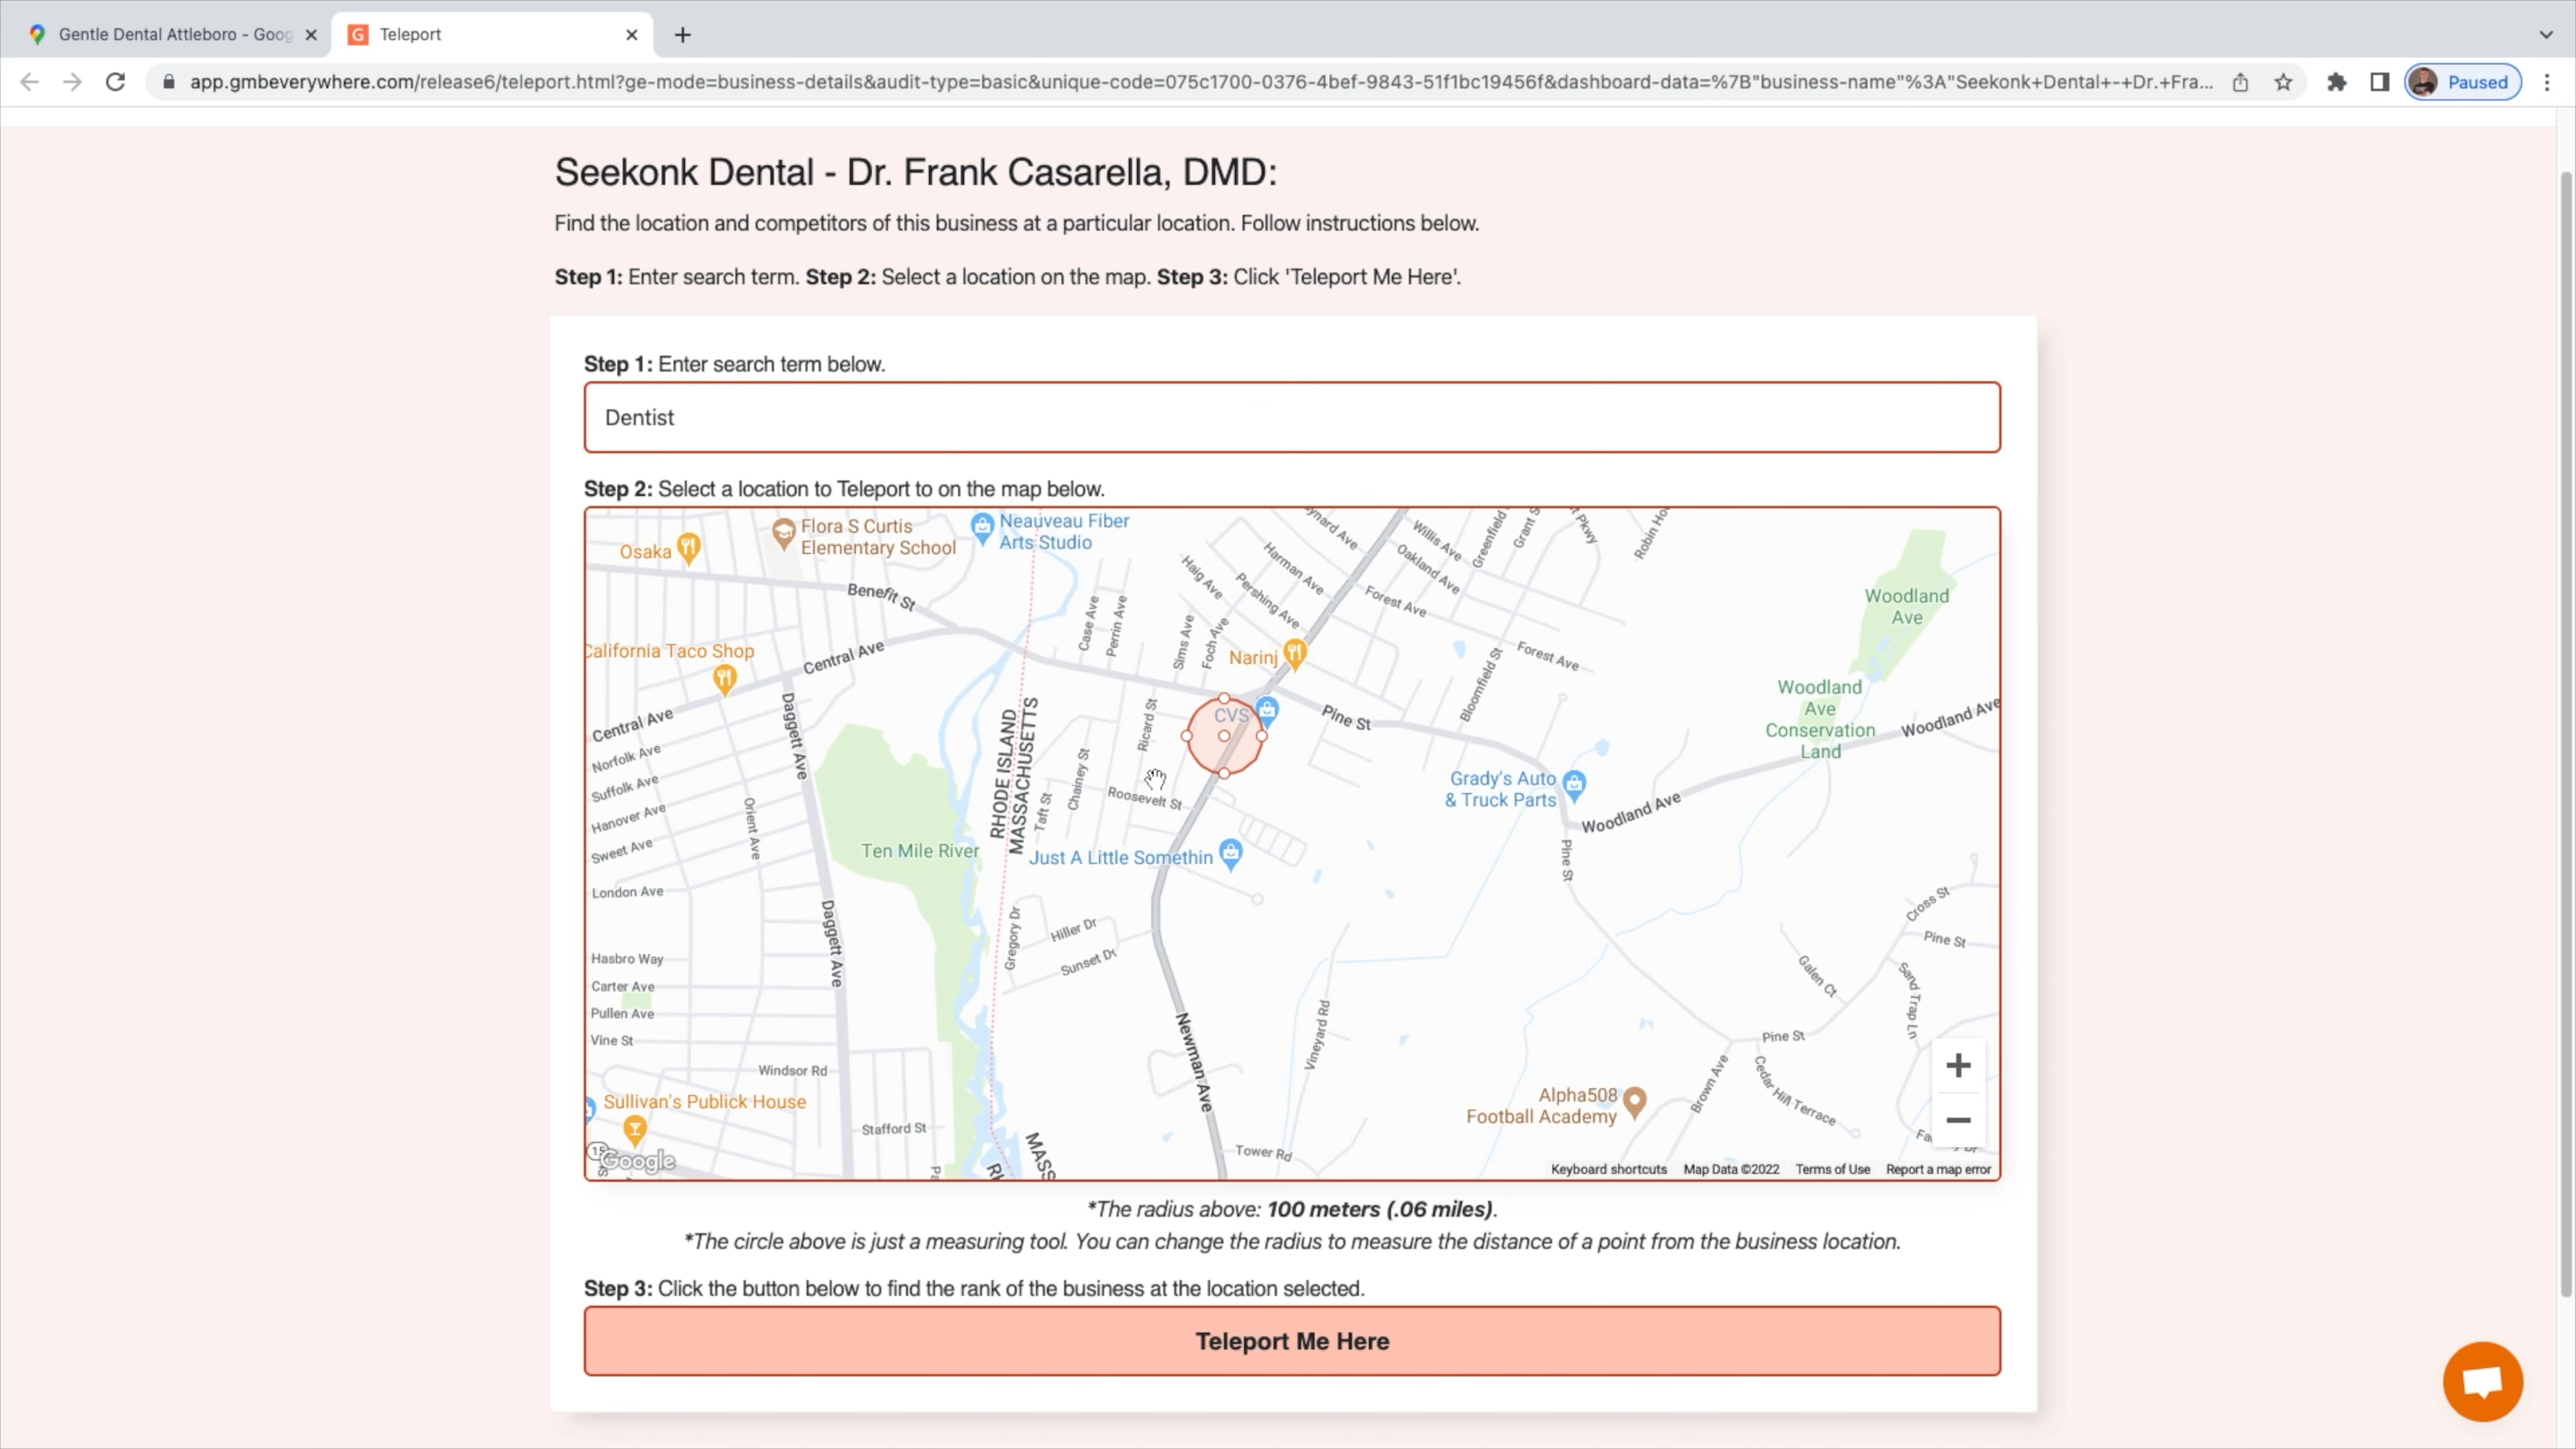 Gentle Dental Attleboro - Goog
Teleport
app.gmbeverywhere.com/release6/teleport.html?ge-mode=business-details&audit-type=basic&unique-code=075c1700-0376-4bef-9843-51f1bc19456f&dashboard-data=%7B"business-name"%3A"Seekonk+Dental+-+Dr.+Fra...
Paused
Seekonk Dental - Dr. Frank Casarella, DMD:
Find the location and competitors of this business at a particular location. Follow instructions below.
Step 1: Enter search term. Step 2: Select a location on the map. Step 3: Click 'Teleport Me Here'.
Step 1: Enter search term below.
Dentist
Step 2: Select a location to Teleport to on the map below.
Osaka
Flora S Curtis
Elementary School
Neauveau Fiber
Arts Studio
Benefit St
Central Ave
California Taco Shop
Central Ave
Norfolk Ave
Suffolk Ave
Hanover Ave
Sweet Ave
London Ave
Hasbro Way
Carter Ave
Pullen Ave
Vine St
Windsor Rd
Stafford St
Sullivan's Publick House
Daggett Ave
Daggett Ave
Orient Ave
Ten Mile River
RHODE ISLAND
MASSACHUSETTS
Case Ave
Perrin Ave
Sims Ave
Foch Ave
Haig Ave
Pershing Ave
Harman Ave
Willis Ave
Oakland Ave
Forest Ave
Forest Ave
Bloomfield St
Narinj
CVS
Pine St
Ricard St
Chainey St
Taft St
Roosevelt St
Just A Little Somethin
Gregory Dr
Hiller Dr
Sunset Dr
Newman Ave
Vineyard Rd
Tower Rd
Grady's Auto
& Truck Parts
Woodland Ave
Pine St
Woodland
Ave
Woodland
Ave
Conservation
Land
Woodland Ave
Cross St
Pine St
Galen Ct
Sand Trap Ln
Pine St
Brown Ave
Cedar Hill Terrace
Alpha508
Football Academy
MASS
Google
Keyboard shortcuts Map Data ©2022 Terms of Use Report a map error
*The radius above: 100 meters (.06 miles).
*The circle above is just a measuring tool. You can change the radius to measure the distance of a point from the business location.
Step 3: Click the button below to find the rank of the business at the location selected.
Teleport Me Here